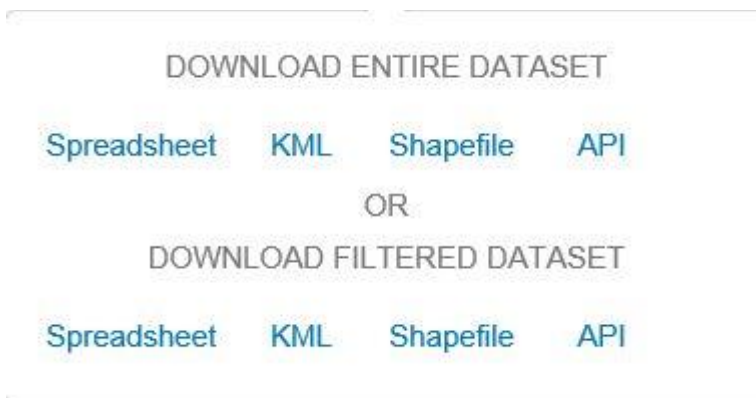 DOWNLOAD ENTIRE DATASET
Spreadsheet KML Shapefile API
OR
DOWNLOAD FILTERED DATASET
Spreadsheet KML Shapefile API